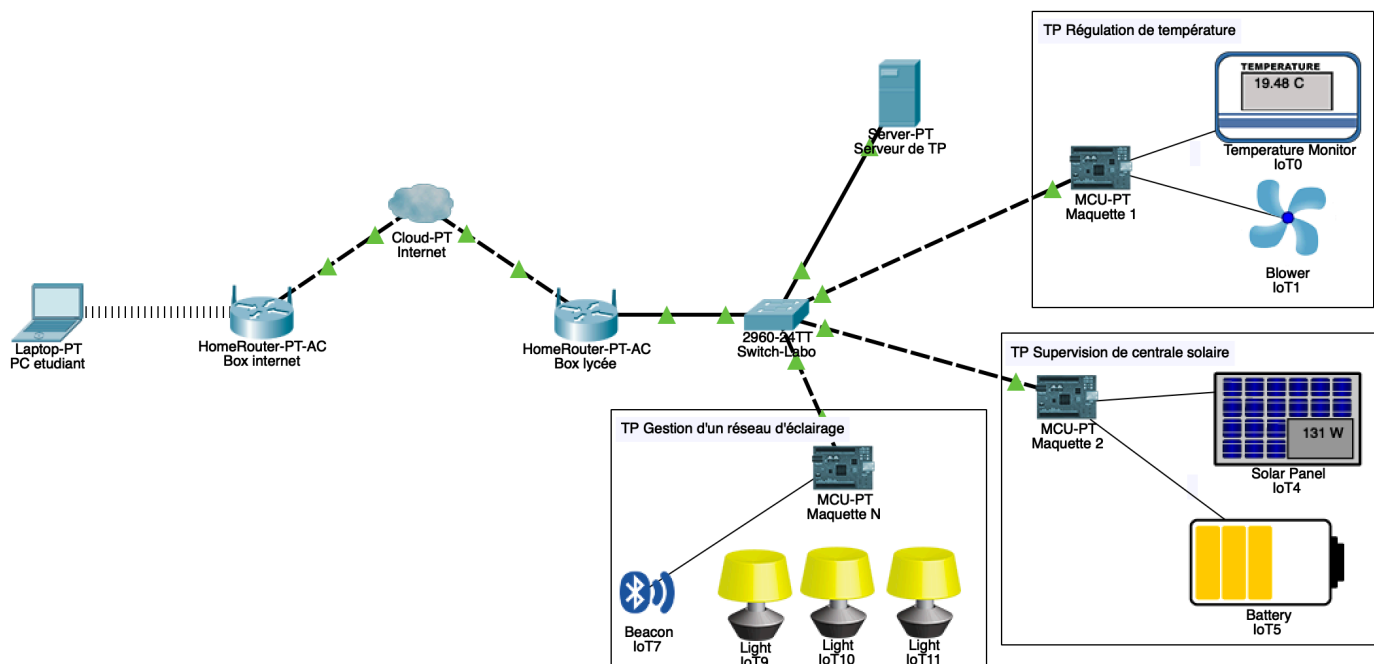 TP Régulation de température
TEMPERATURE
19.48 C
Temperature Monitor
IoT0
MCU-PT
Maquette 1
Blower
IoT1
Server-PT
Serveur de TP
Cloud-PT
Internet
Laptop-PT
PC etudiant
HomeRouter-PT-AC
Box internet
HomeRouter-PT-AC
Box lycée
2960-24TT
Switch-Labo
TP Supervision de centrale solaire
MCU-PT
Maquette 2
131 W
Solar Panel
IoT4
Battery
IoT5
TP Gestion d'un réseau d'éclairage
MCU-PT
Maquette N
Beacon
IoT7
Light
IoT9
Light
IoT10
Light
IoT11